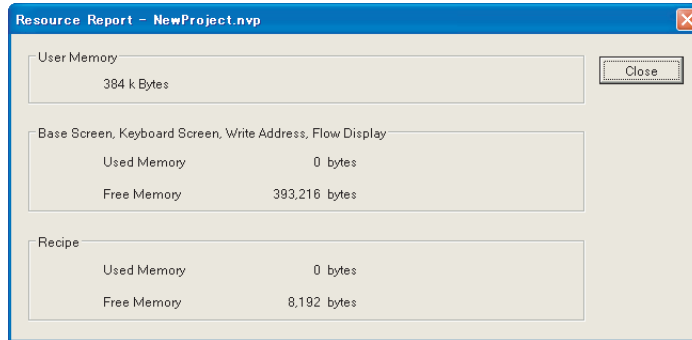 Resource Report - NewProject.nvp
User Memory
384 k Bytes
Close
Base Screen, Keyboard Screen, Write Address, Flow Display
Used Memory 0 bytes
Free Memory 393,216 bytes
Recipe
Used Memory 0 bytes
Free Memory 8,192 bytes